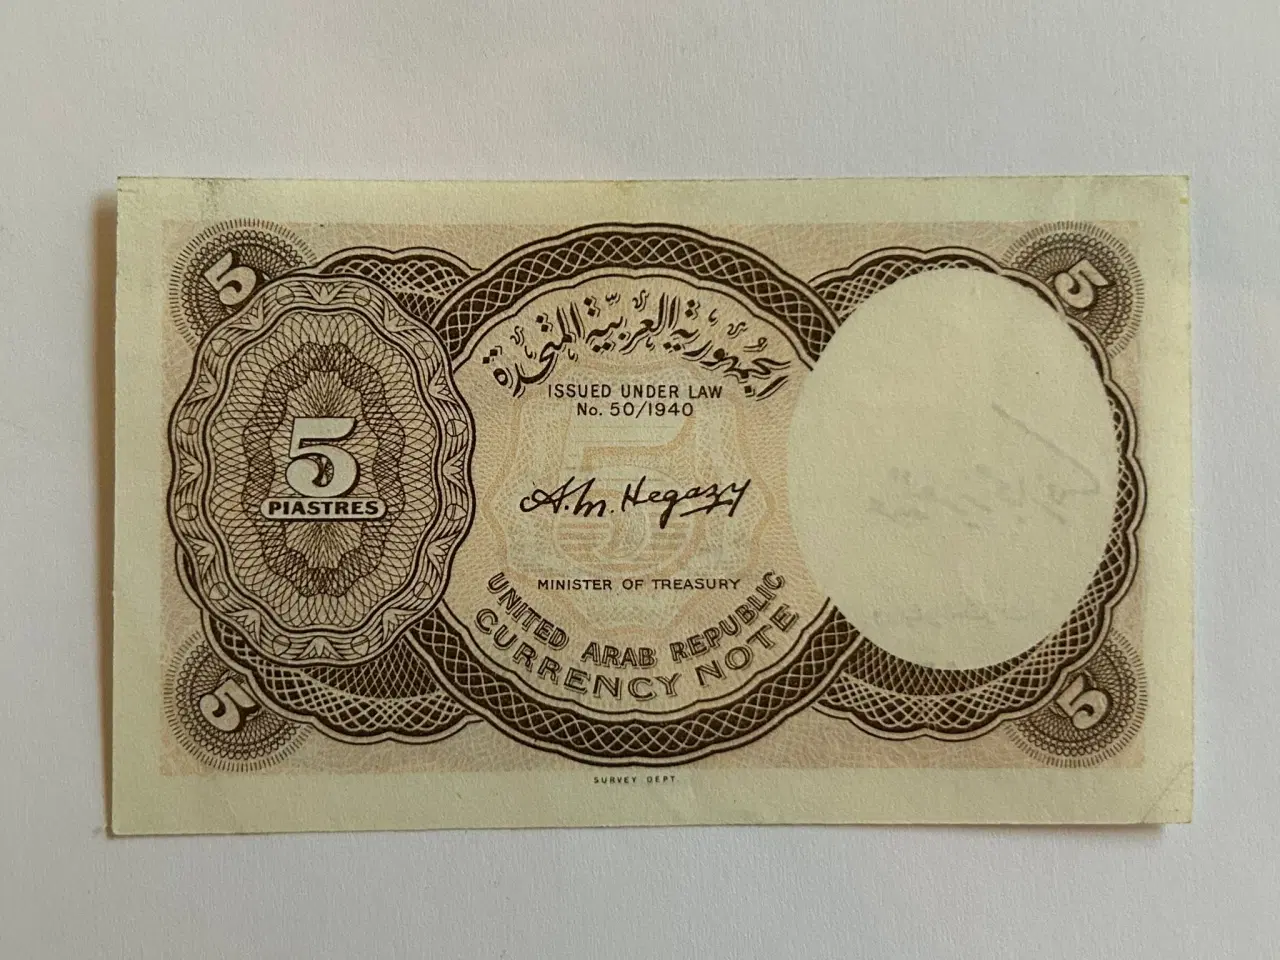 5
5
الجمهورية العربية المتحدة
ISSUED UNDER LAW
No. 50/1940
5
PIASTRES
A. M. Hegazy
MINISTER OF TREASURY
UNITED ARAB REPUBLIC
CURRENCY NOTE
5
5
SURVEY DEPT.